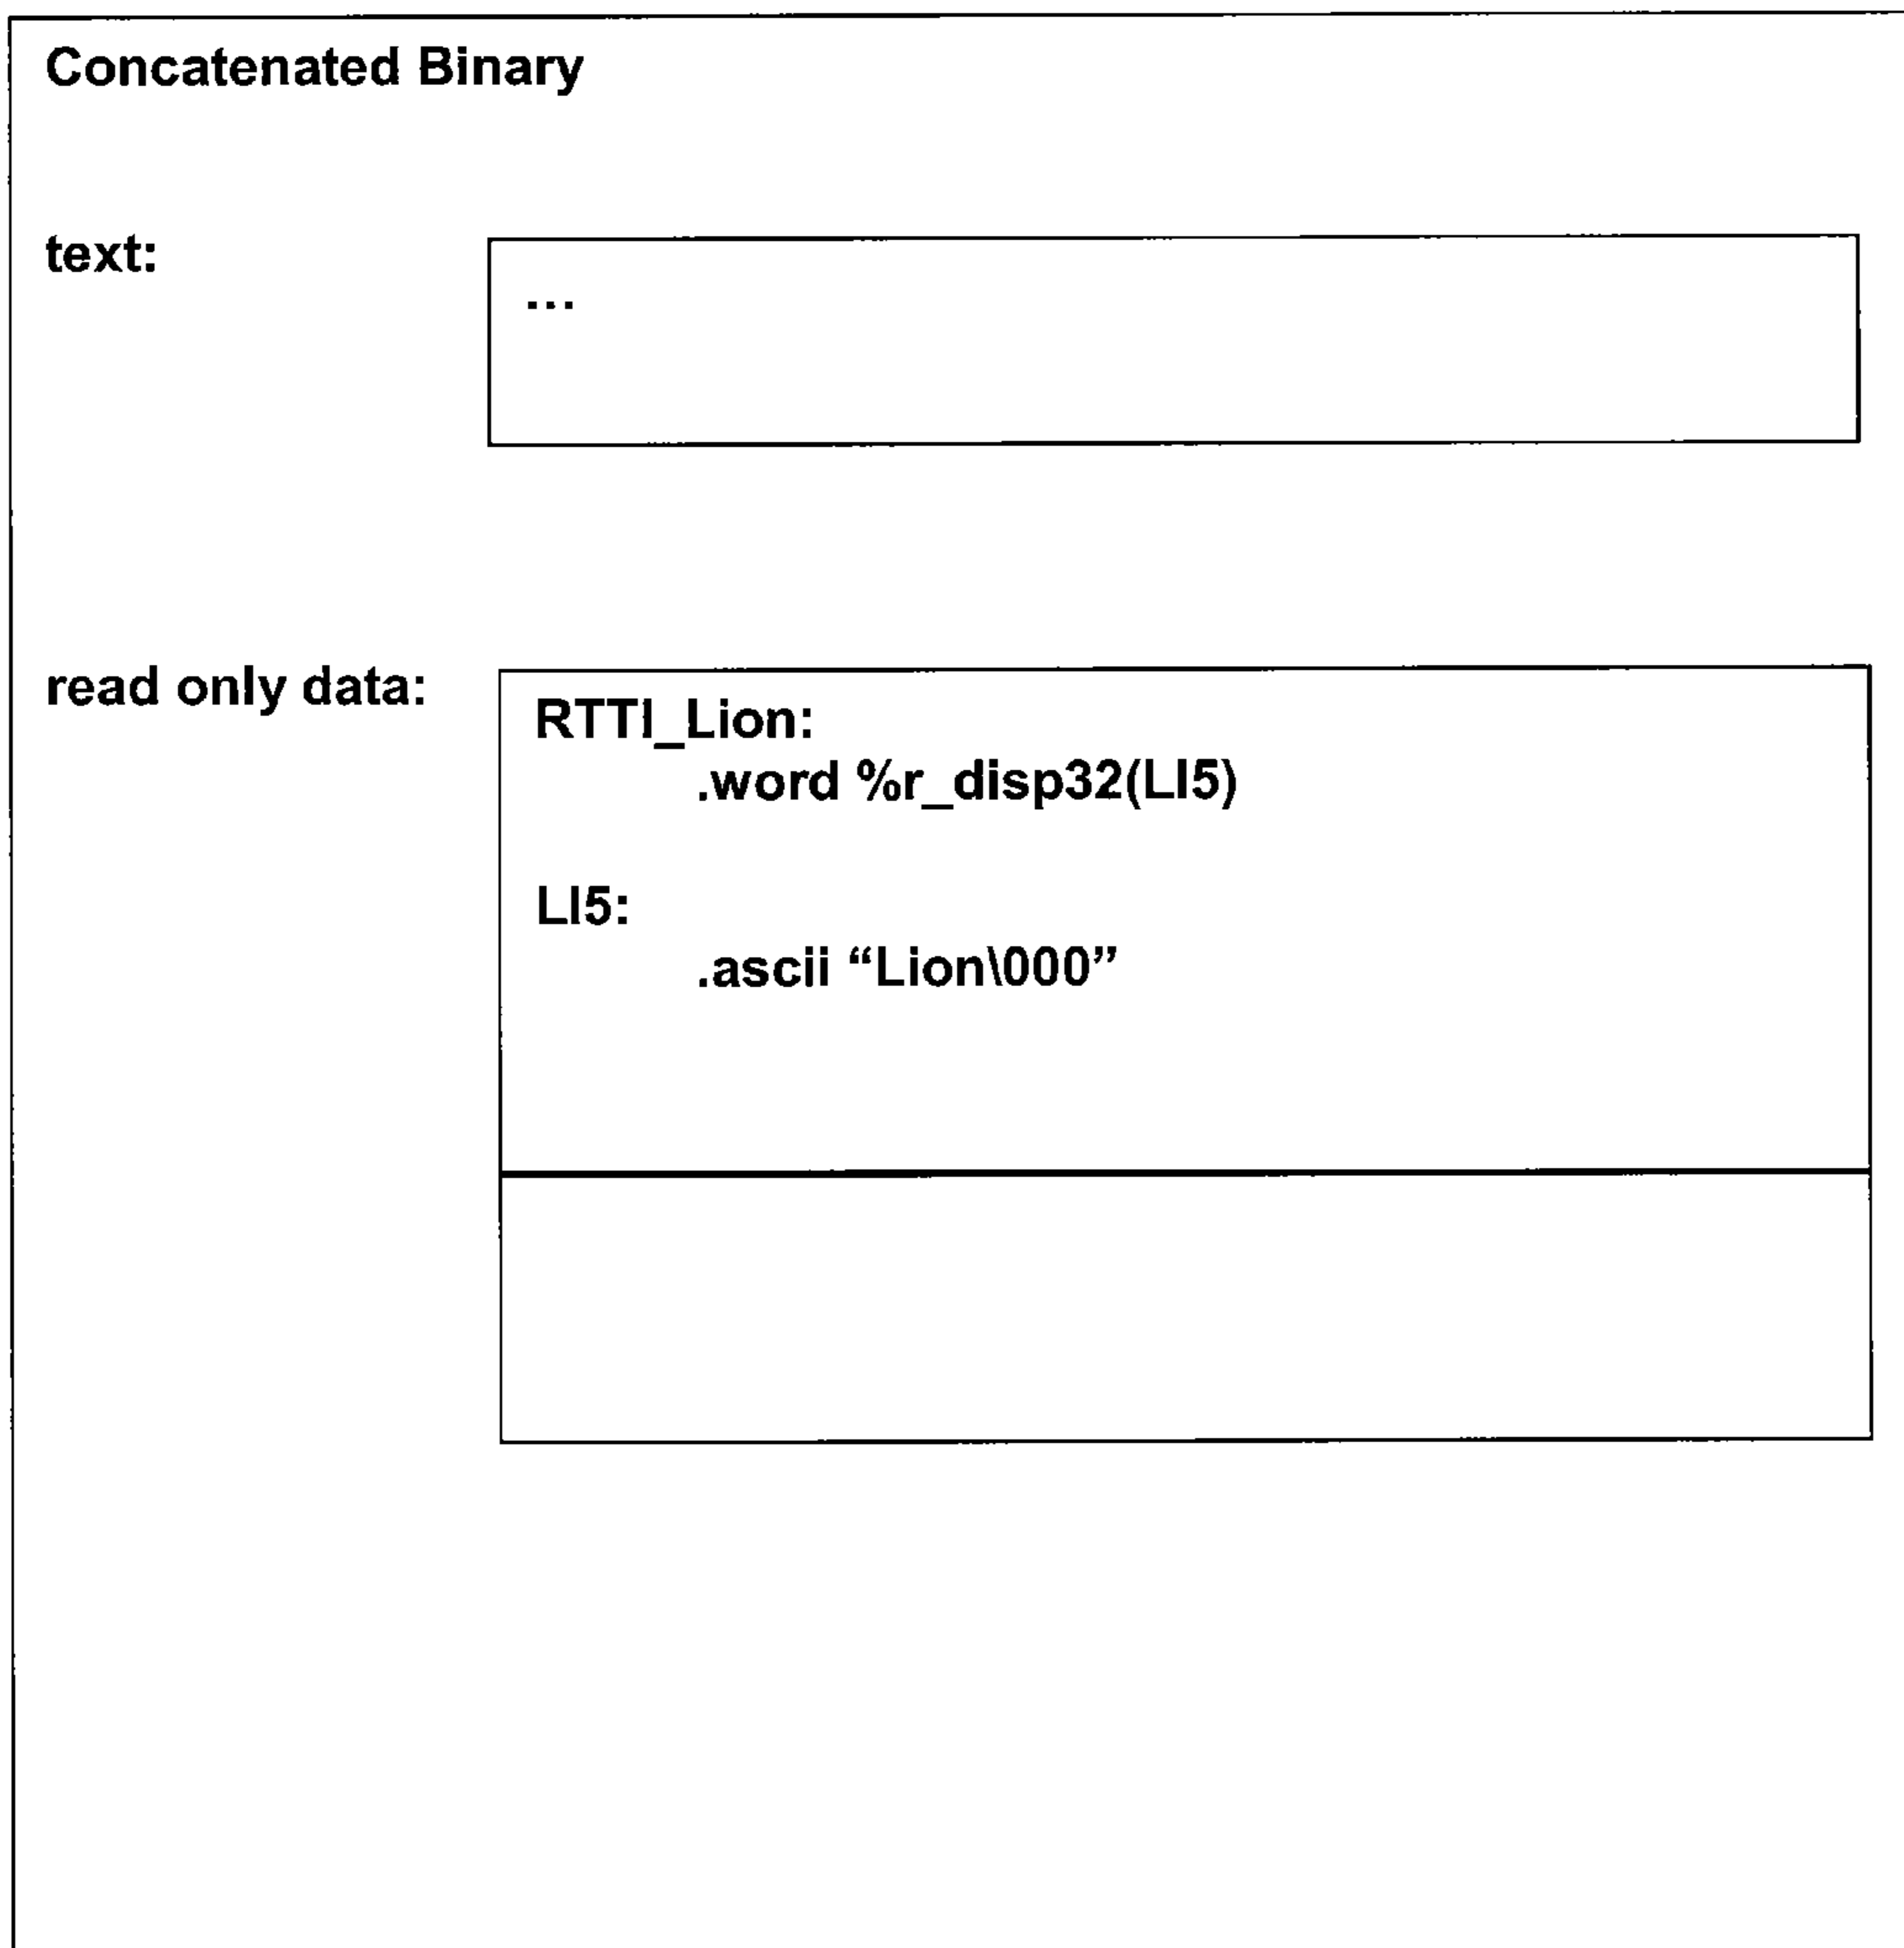 Concatenated Binary
text:
...
read only data:
RTTI_Lion:
.word %r_disp32(LI5)
LI5:
.ascii “Lion\000”